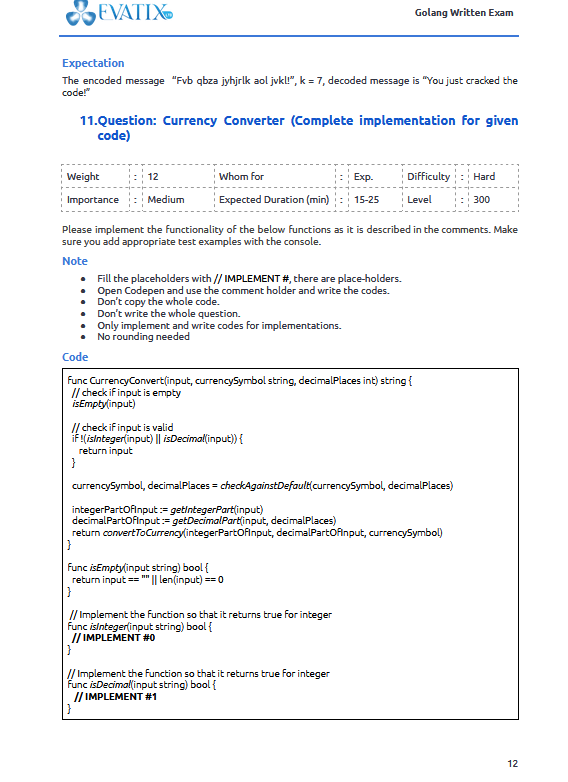 EVATIX
Golang Written Exam
Expectation
The encoded message "Fvb qbza jyhjrlk aol jvkl!", k = 7, decoded message is "You just cracked the
code!"
11.Question: Currency Converter (Complete implementation for given
code)
Weight : 12 Whom for : Exp. Difficulty : Hard
Importance : Medium Expected Duration (min) : 15-25 Level : 300
Please implement the functionality of the below functions as it is described in the comments. Make
sure you add appropriate test examples with the console.
Note
• Fill the placeholders with // IMPLEMENT #, there are place-holders.
• Open Codepen and use the comment holder and write the codes.
• Don't copy the whole code.
• Don't write the whole question.
• Only implement and write codes for implementations.
• No rounding needed
Code
func CurrencyConvert(input, currencySymbol string, decimalPlaces int) string {
// check if input is empty
isEmpty(input)
// check if input is valid
if !(isInteger(input) || isDecimal(input)) {
return input
}
currencySymbol, decimalPlaces = checkAgainstDefault(currencySymbol, decimalPlaces)
integerPartOfInput := getIntegerPart(input)
decimalPartOfInput := getDecimalPart(input, decimalPlaces)
return convertToCurrency(integerPartOfInput, decimalPartOfInput, currencySymbol)
}
func isEmpty(input string) bool {
return input == "" || len(input) == 0
}
// Implement the function so that it returns true for integer
func isInteger(input string) bool {
// IMPLEMENT #0
}
// Implement the function so that it returns true for integer
func isDecimal(input string) bool {
// IMPLEMENT #1
}
12